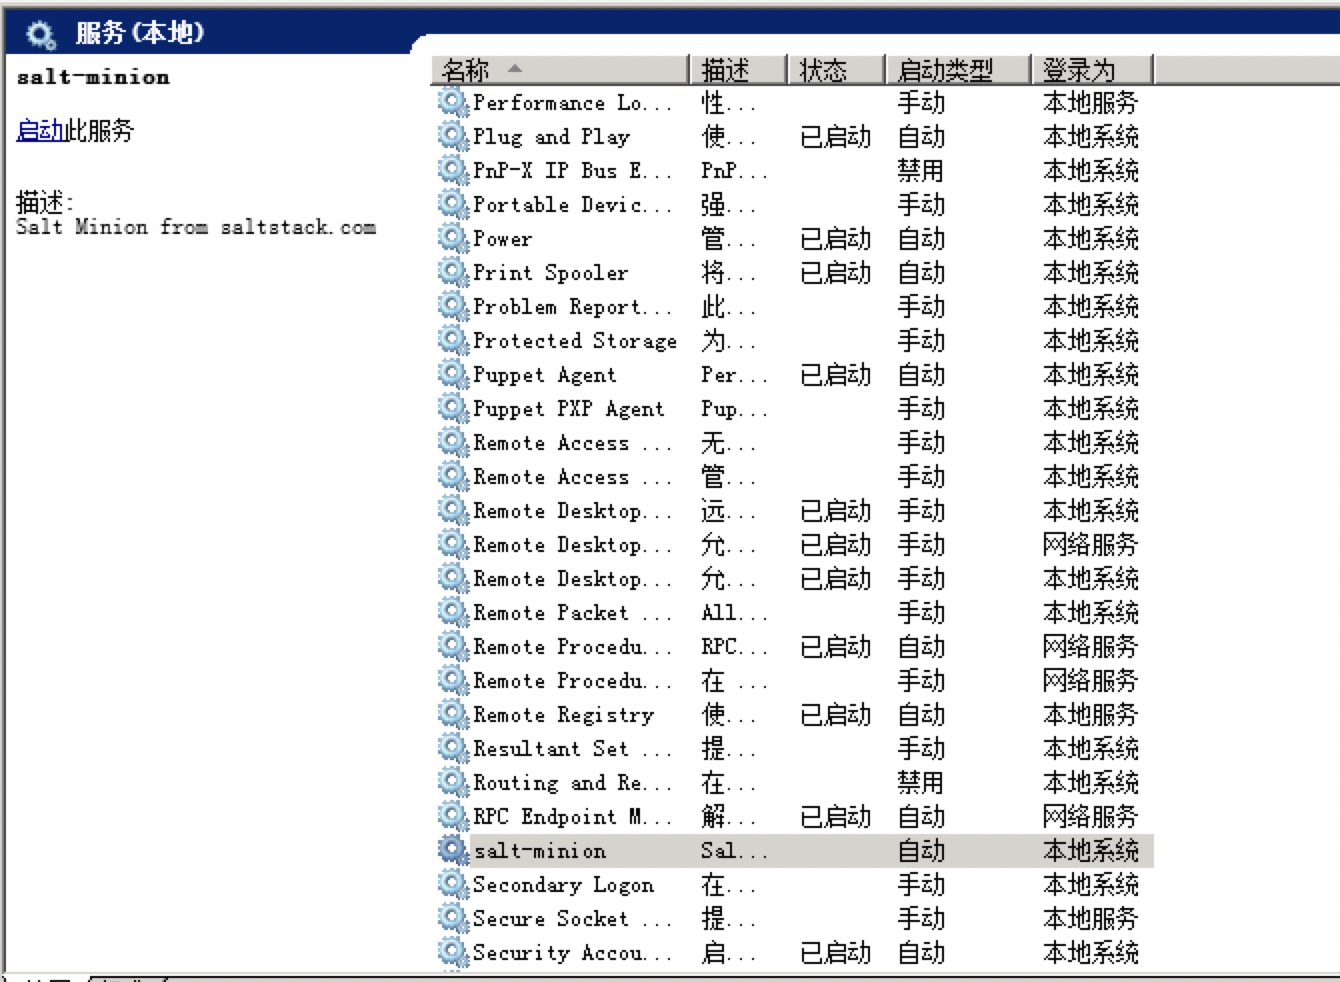 服务(本地)
salt-minion
启动此服务
描述:
Salt Minion from saltstack.com
名称 描述 状态 启动类型 登录为
Performance Lo... 性... 手动 本地服务
Plug and Play 使... 已启动 自动 本地系统
PnP-X IP Bus E... PnP... 禁用 本地系统
Portable Devic... 强... 手动 本地系统
Power 管... 已启动 自动 本地系统
Print Spooler 将... 已启动 自动 本地系统
Problem Report... 此... 手动 本地系统
Protected Storage 为... 手动 本地系统
Puppet Agent Per... 已启动 自动 本地系统
Puppet PXP Agent Pup... 手动 本地系统
Remote Access ... 无... 手动 本地系统
Remote Access ... 管... 手动 本地系统
Remote Desktop... 远... 已启动 手动 本地系统
Remote Desktop... 允... 已启动 手动 网络服务
Remote Desktop... 允... 已启动 手动 本地系统
Remote Packet ... All... 手动 本地系统
Remote Procedu... RPC... 已启动 自动 网络服务
Remote Procedu... 在 ... 手动 网络服务
Remote Registry 使... 已启动 自动 本地服务
Resultant Set ... 提... 手动 本地系统
Routing and Re... 在... 禁用 本地系统
RPC Endpoint M... 解... 已启动 自动 网络服务
salt-minion Sal... 自动 本地系统
Secondary Logon 在... 手动 本地系统
Secure Socket ... 提... 手动 本地服务
Security Accou... 启... 已启动 自动 本地系统